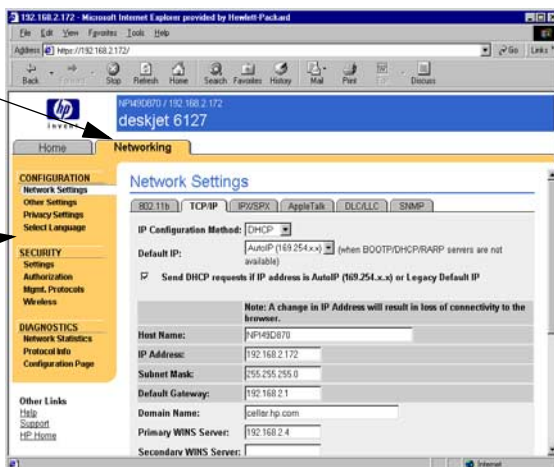 192.168.2.172 - Microsoft Internet Explorer provided by Hewlett-Packard
File Edit View Favorites Tools Help
Address https://192.168.2.172/ Go Links
Back Forward Stop Refresh Home Search Favorites History Mail Print Edit Discuss
hp
invent
NPI49D870 / 192.168.2.172
deskjet 6127
Home Networking
CONFIGURATION
Network Settings
Other Settings
Privacy Settings
Select Language
SECURITY
Settings
Authorization
Mgmt. Protocols
Wireless
DIAGNOSTICS
Network Statistics
Protocol Info
Configuration Page
Other Links
Help
Support
HP Home
Network Settings
802.11b TCP/IP IPX/SPX AppleTalk DLC/LLC SNMP
IP Configuration Method: DHCP
Default IP: AutoIP (169.254.x.x) (when BOOTP/DHCP/RARP servers are not
available)
Send DHCP requests if IP address is AutoIP (169.254.x.x) or Legacy Default IP
Note: A change in IP Address will result in loss of connectivity to the
browser.
Host Name: NPI49D870
IP Address: 192.168.2.172
Subnet Mask: 255.255.255.0
Default Gateway: 192.168.2.1
Domain Name: cellar.hp.com
Primary WINS Server: 192.168.2.4
Secondary WINS Server:
Internet